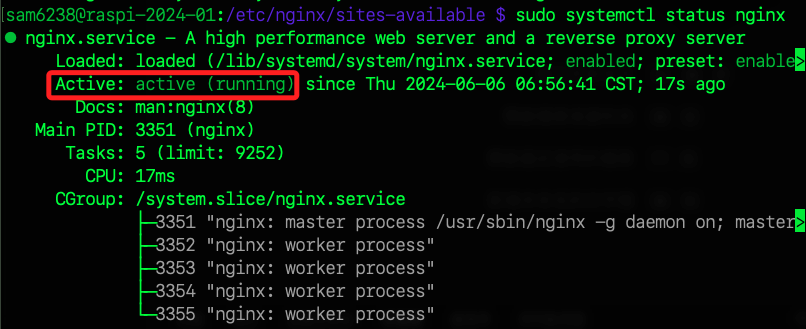 [sam6238@raspi-2024-01:/etc/nginx/sites-available $ sudo systemctl status nginx
● nginx.service – A high performance web server and a reverse proxy server
Loaded: loaded (/lib/systemd/system/nginx.service; enabled; preset: enable>
Active: active (running) since Thu 2024-06-06 06:56:41 CST; 17s ago
Docs: man:nginx(8)
Main PID: 3351 (nginx)
Tasks: 5 (limit: 9252)
CPU: 17ms
CGroup: /system.slice/nginx.service
├─3351 "nginx: master process /usr/sbin/nginx -g daemon on; master>
├─3352 "nginx: worker process"
├─3353 "nginx: worker process"
├─3354 "nginx: worker process"
└─3355 "nginx: worker process"